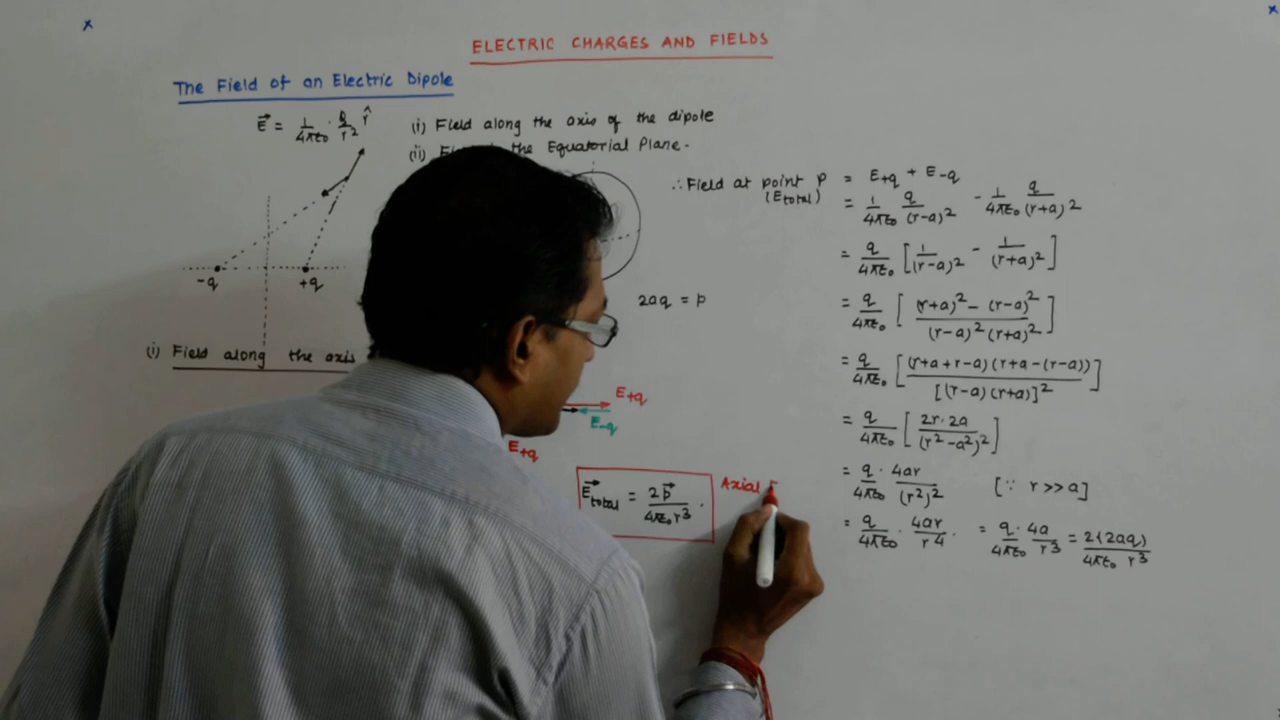 x
x
ELECTRIC CHARGES AND FIELDS
The Field of an Electric Dipole
E⃗ = 1/4πε₀ · q/r² r̂
(i) Field along the axis of the dipole
(ii) the Equatorial Plane.
-q +q
2aq = p
(i) Field along the axis
E+q
E-q
E+q
E⃗total = 2p⃗/4πε₀r³ .
Axial
∴ Field at point P = E+q + E-q
(Etotal) = 1/4πε₀ q/(r-a)² - 1/4πε₀ q/(r+a)²
= q/4πε₀ [1/(r-a)² - 1/(r+a)²]
= q/4πε₀ [(r+a)² - (r-a)²/(r-a)² (r+a)²]
= q/4πε₀ [(r+a+r-a)(r+a-(r-a))/[(r-a)(r+a)]²]
= q/4πε₀ [2r·2a/(r²-a²)²]
= q/4πε₀ · 4ar/(r²)² [∵ r>>a]
= q/4πε₀ · 4ar/r⁴ . = q/4πε₀ · 4a/r³ = 2(2aq)/4πε₀ r³